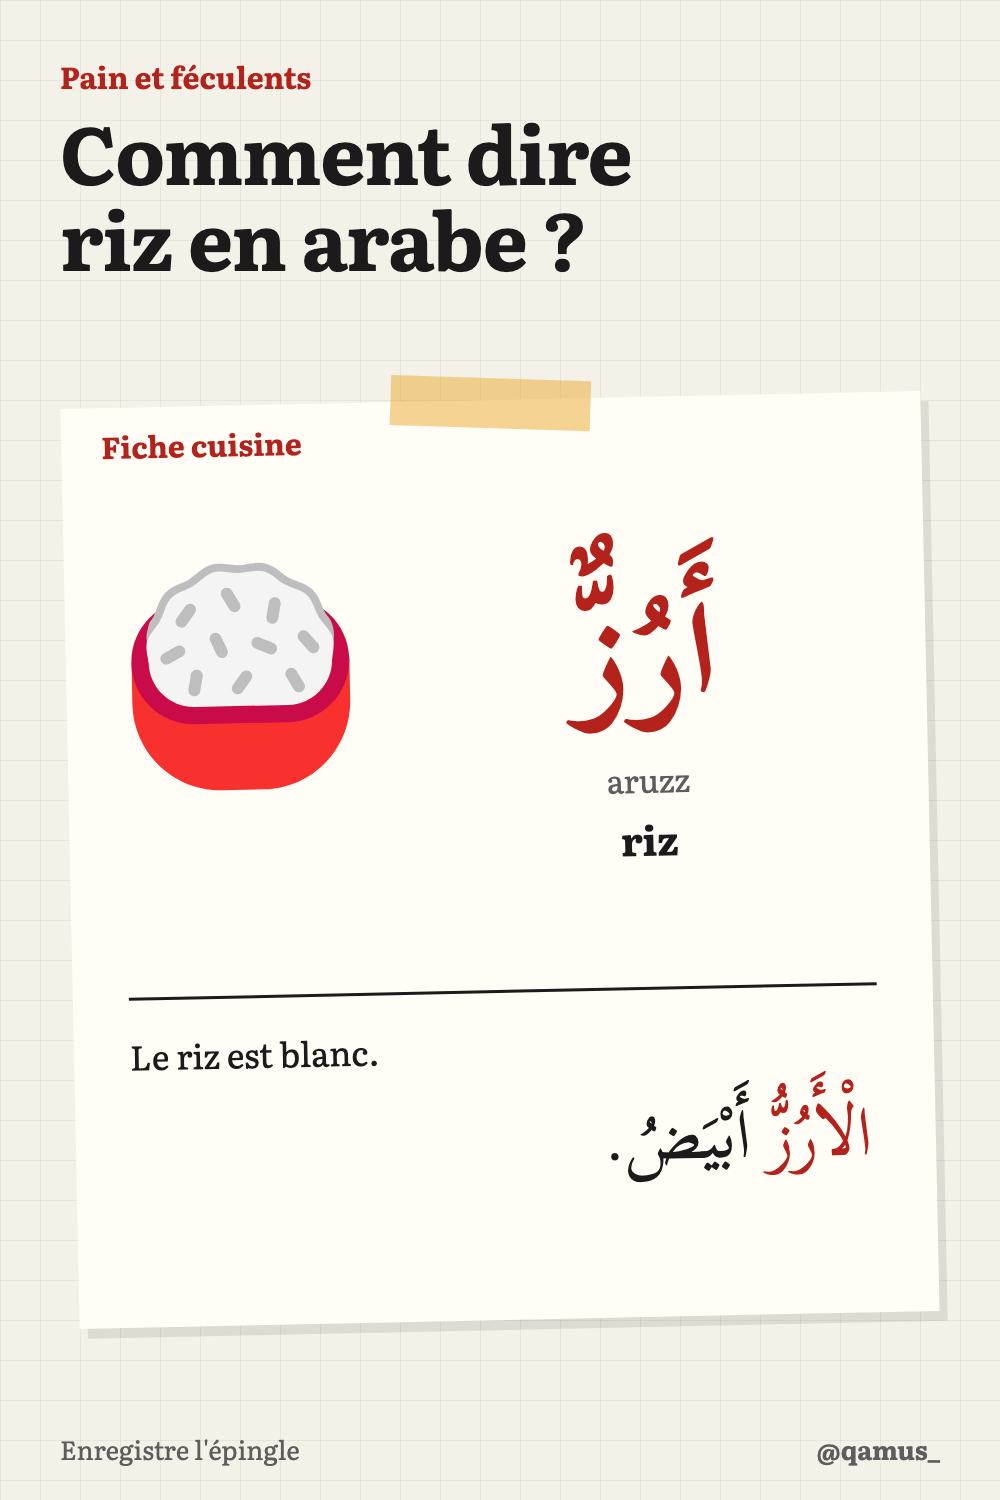 Pain et féculents
Comment dire
riz en arabe ?
Fiche cuisine
أَرُزٌّ
aruzz
riz
Le riz est blanc.
الْأَرُزُّ أَبْيَضُ.
Enregistre l'épingle
@qamus_